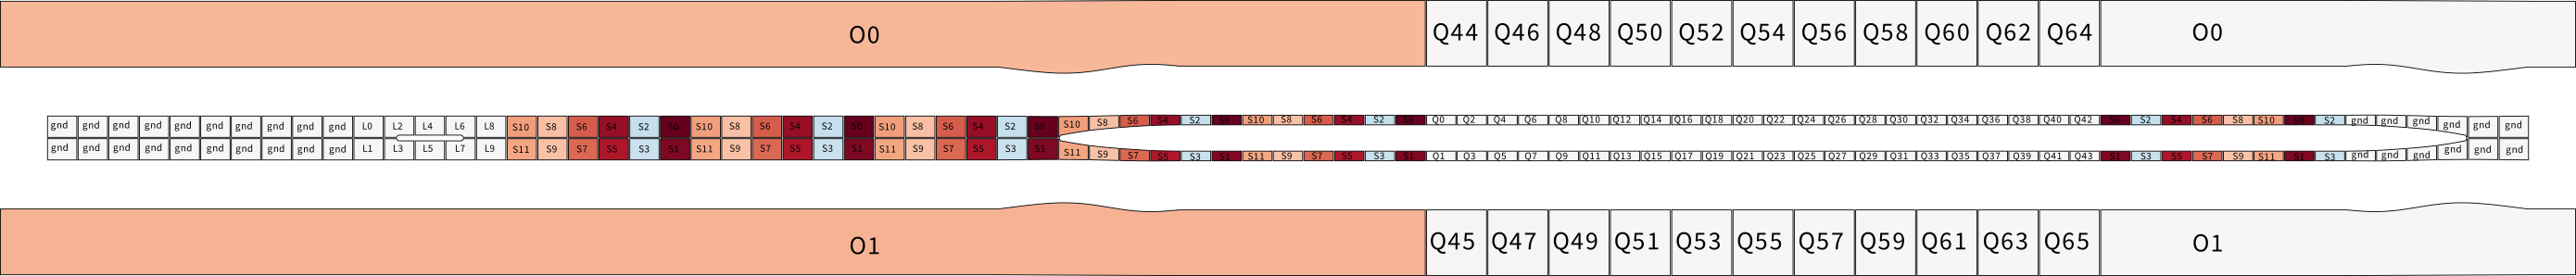 O0 Q44 Q46 Q48 Q50 Q52 Q54 Q56 Q58 Q60 Q62 Q64 O0
gnd gnd gnd gnd gnd gnd gnd gnd gnd gnd L0 L2 L4 L6 L8 S10 S8 S6 S4 S2 S0 S10 S8 S6 S4 S2 S0 S10 S8 S6 S4 S2 S0 S10 S8 S6 S4 S2 S0 S10 S8 S6 S4 S2 S0 Q0 Q2 Q4 Q6 Q8 Q10 Q12 Q14 Q16 Q18 Q20 Q22 Q24 Q26 Q28 Q30 Q32 Q34 Q36 Q38 Q40 Q42 S0 S2 S4 S6 S8 S10 S0 S2 gnd gnd gnd gnd gnd gnd
gnd gnd gnd gnd gnd gnd gnd gnd gnd gnd L1 L3 L5 L7 L9 S11 S9 S7 S5 S3 S1 S11 S9 S7 S5 S3 S1 S11 S9 S7 S5 S3 S1 S11 S9 S7 S5 S3 S1 S11 S9 S7 S5 S3 S1 Q1 Q3 Q5 Q7 Q9 Q11 Q13 Q15 Q17 Q19 Q21 Q23 Q25 Q27 Q29 Q31 Q33 Q35 Q37 Q39 Q41 Q43 S1 S3 S5 S7 S9 S11 S1 S3 gnd gnd gnd gnd gnd gnd
O1 Q45 Q47 Q49 Q51 Q53 Q55 Q57 Q59 Q61 Q63 Q65 O1